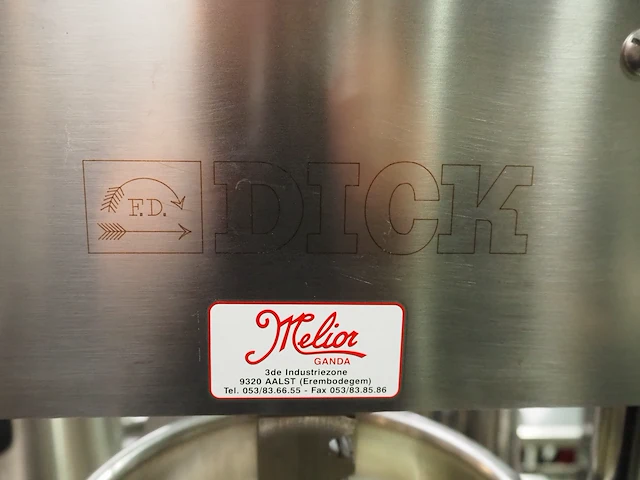 F.D. DICK
Melior
GANDA
3de Industriezone
9320 AALST (Erembodegem)
Tel. 053/83.66.55 - Fax 053/83.85.86